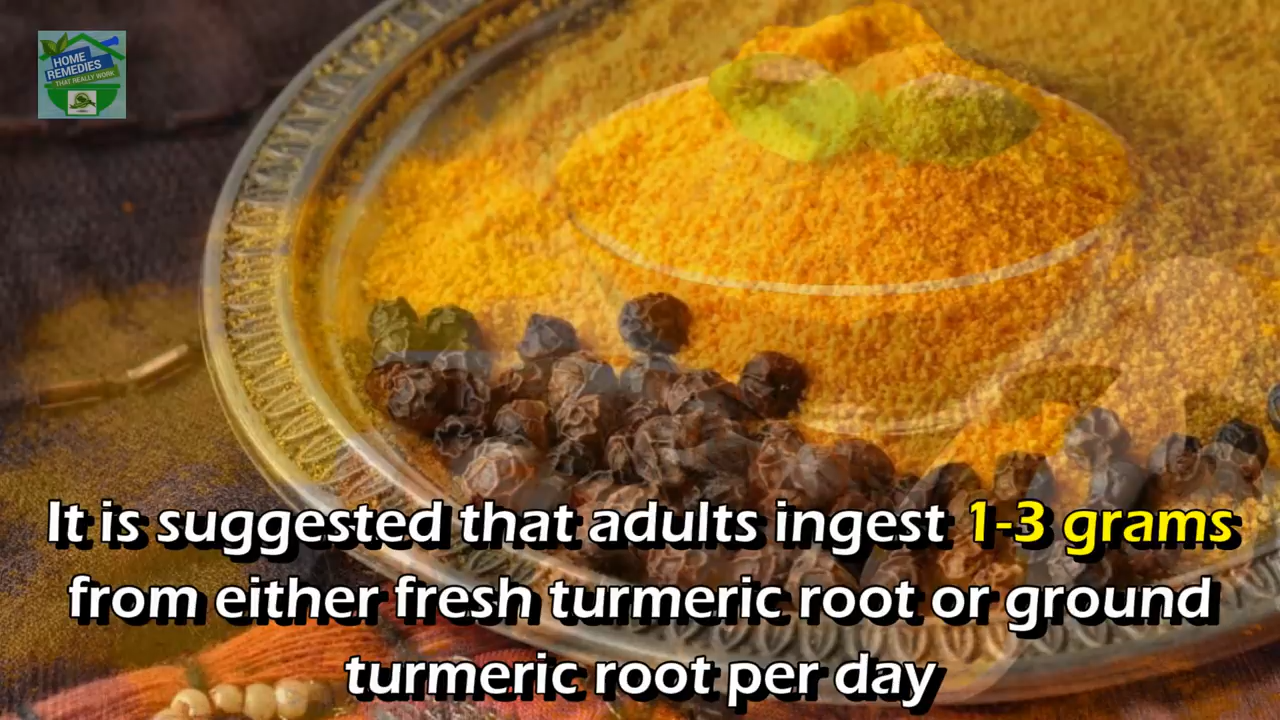 HOME
REMEDIES
THAT REALLY WORK
It is suggested that adults ingest 1-3 grams
from either fresh turmeric root or ground
turmeric root per day